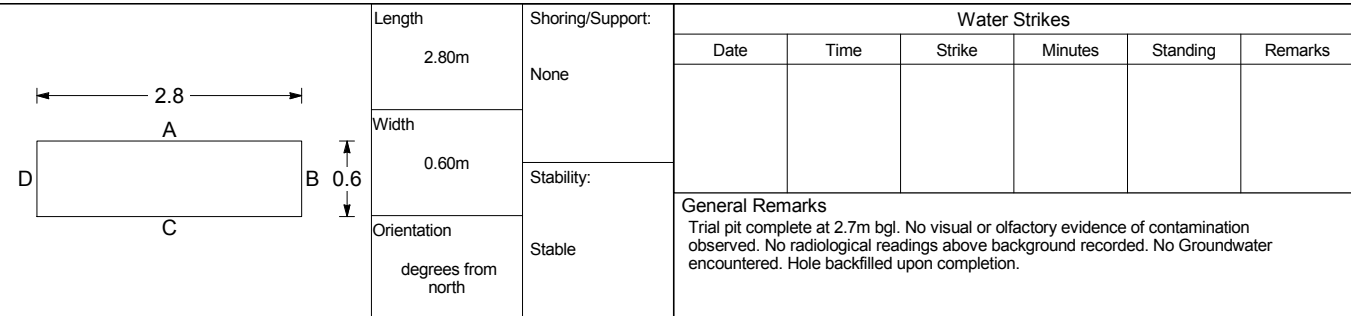 2.8
A
D
B
0.6
C
Length
2.80m
Width
0.60m
Orientation
degrees from
north
Shoring/Support:
None
Stability:
Stable
Water Strikes
Date Time Strike Minutes Standing Remarks
General Remarks
Trial pit complete at 2.7m bgl. No visual or olfactory evidence of contamination
observed. No radiological readings above background recorded. No Groundwater
encountered. Hole backfilled upon completion.